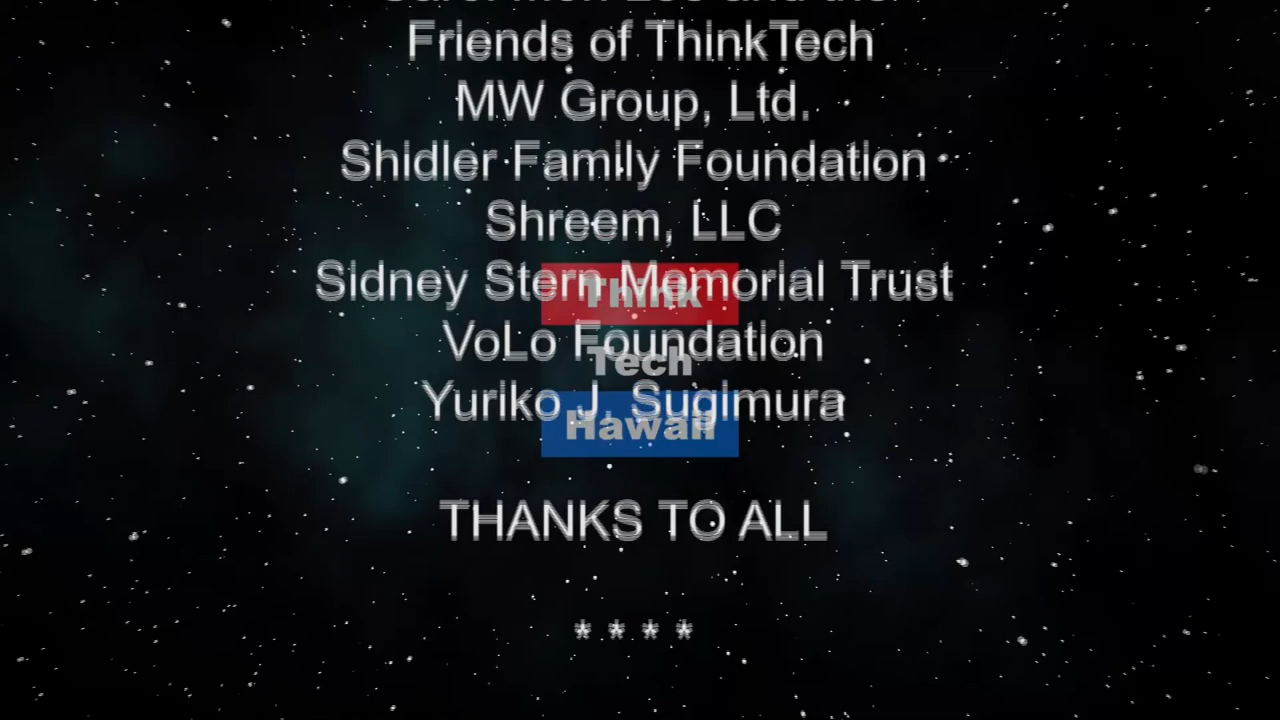 Friends of ThinkTech
MW Group, Ltd.
Shidler Family Foundation
Shreem, LLC
Sidney Stern Memorial Trust
Think
VoLo Foundation
Tech
Yuriko J. Sugimura
Hawaii
THANKS TO ALL
* * * *